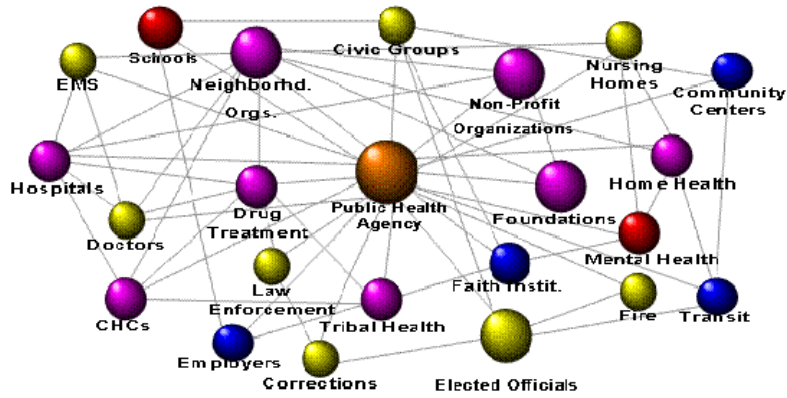 Schools
EMS
Neighborhd.
Orgs.
Civic Groups
Non-Profit
Organizations
Nursing
Homes
Community
Centers
Hospitals
Doctors
Drug
Treatment
Public Health
Agency
Foundations
Home Health
Mental Health
CHCs
Law
Enforcement
Tribal Health
Faith Instit.
Fire
Transit
Employers
Corrections
Elected Officials